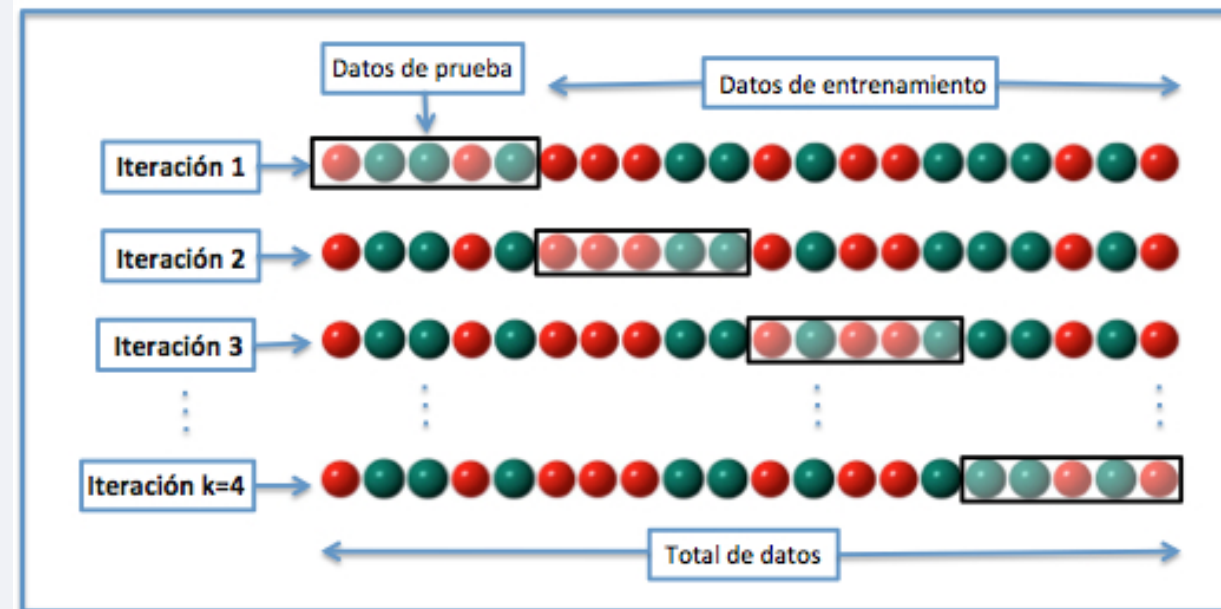 Datos de prueba
Datos de entrenamiento
Iteración 1
Iteración 2
Iteración 3
Iteración k=4
Total de datos